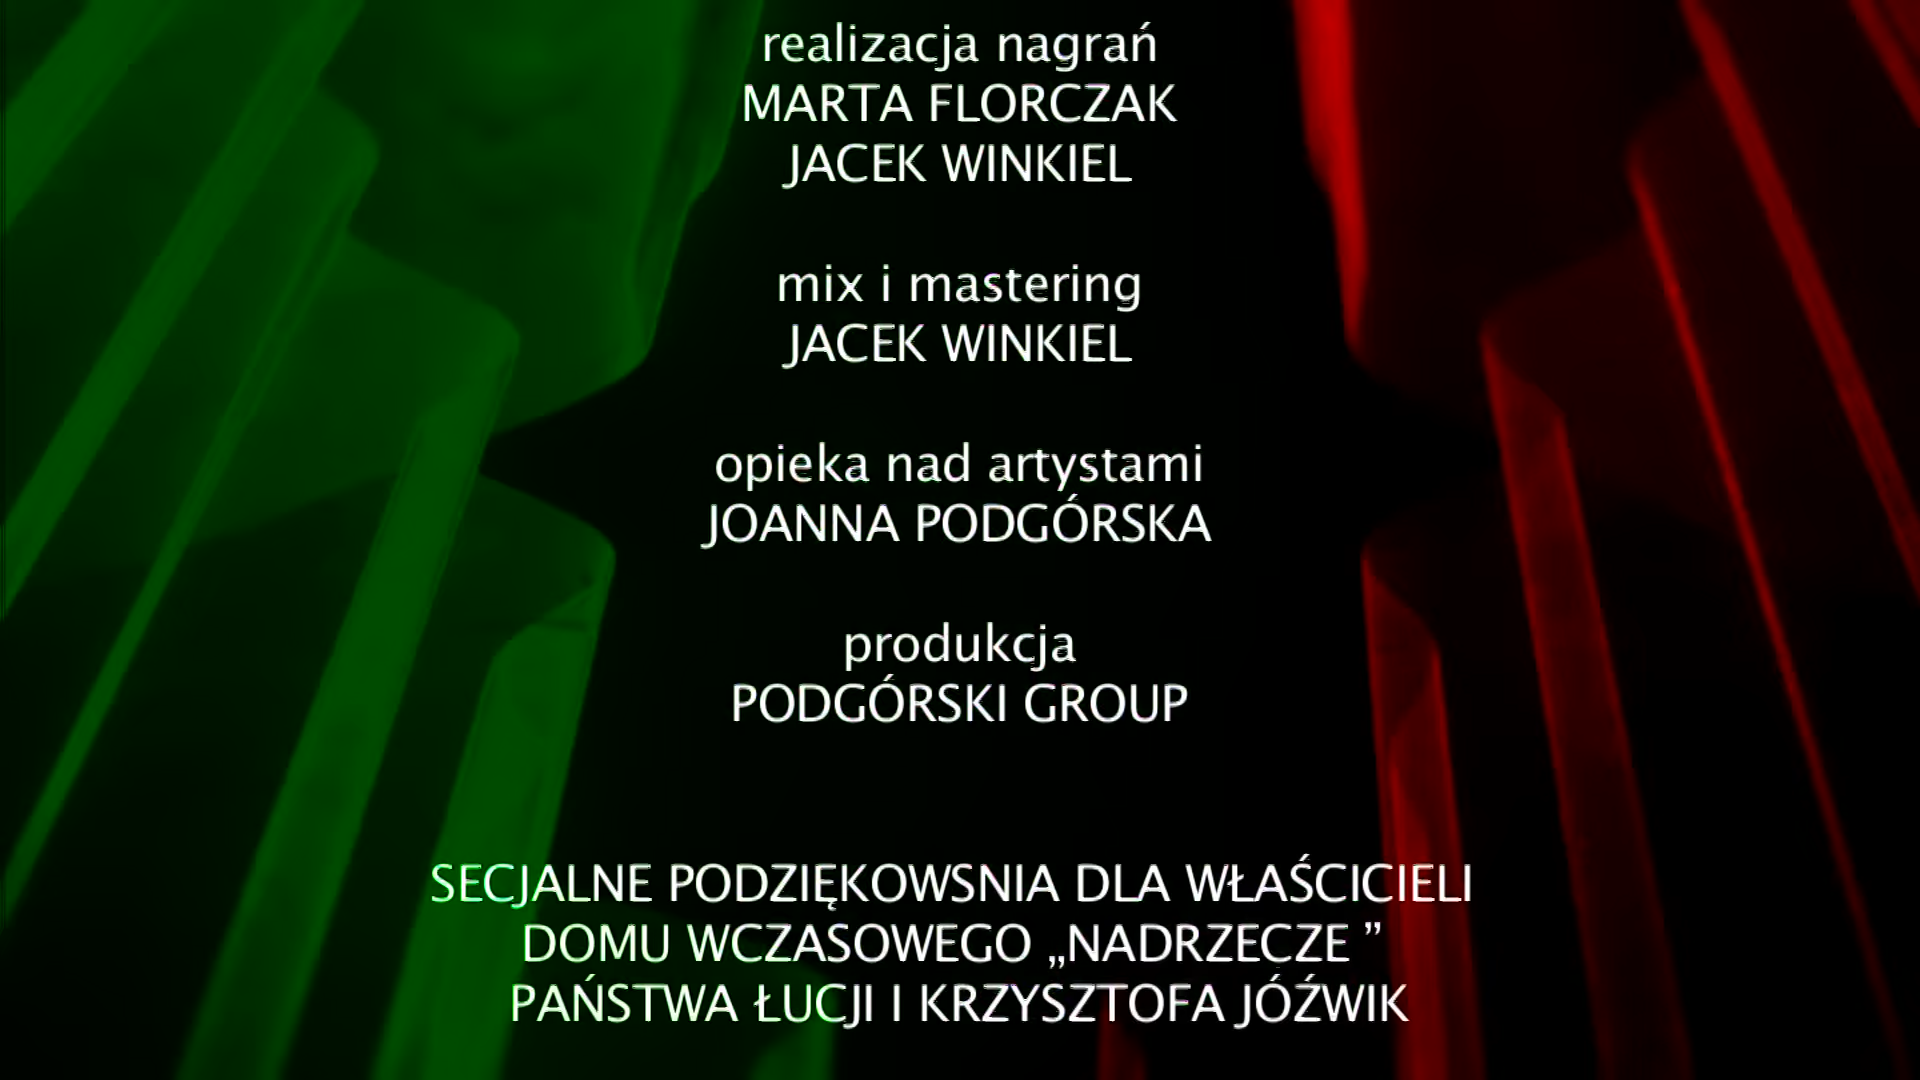 realizacja nagrań
MARTA FLORCZAK
JACEK WINKIEL
mix i mastering
JACEK WINKIEL
opieka nad artystami
JOANNA PODGÓRSKA
produkcja
PODGÓRSKI GROUP
SECJALNE PODZIĘKOWSNIA DLA WŁAŚCICIELI
DOMU WCZASOWEGO „NADRZECZE ”
PAŃSTWA ŁUCJI I KRZYSZTOFA JÓŹWIK